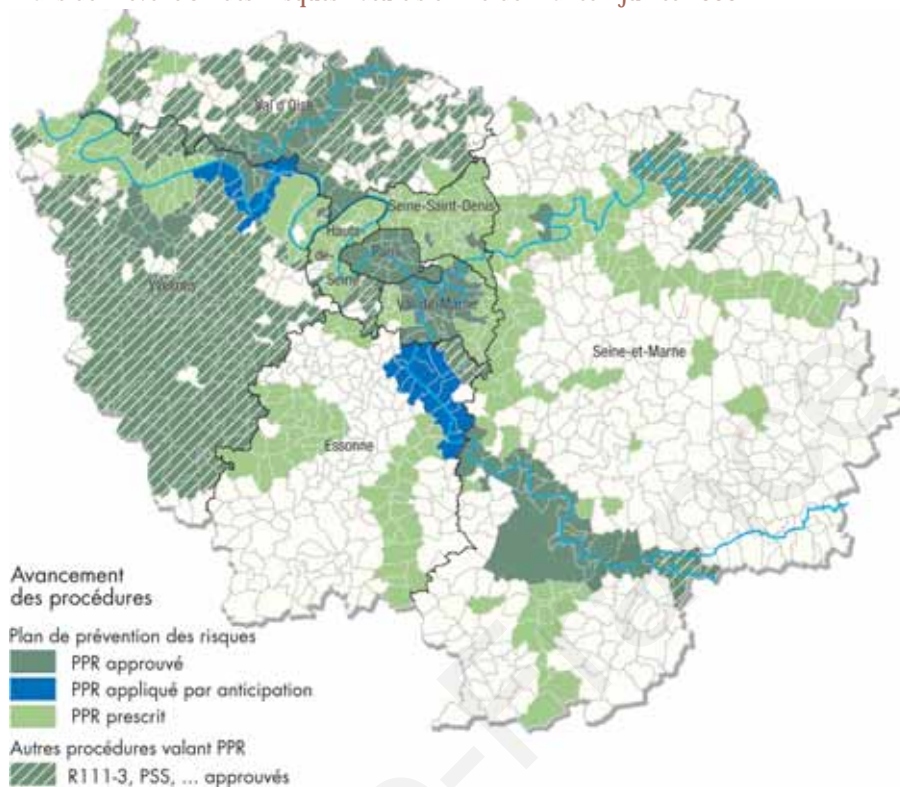 Val d'Oise
Seine-Saint-Denis
Hauts-
de-
Seine
Paris
Yvelines
Val-de-Marne
Seine-et-Marne
Essonne
Avancement
des procédures
Plan de prévention des risques
PPR approuvé
PPR appliqué par anticipation
PPR prescrit
Autres procédures valant PPR
R111-3, PSS, ... approuvés